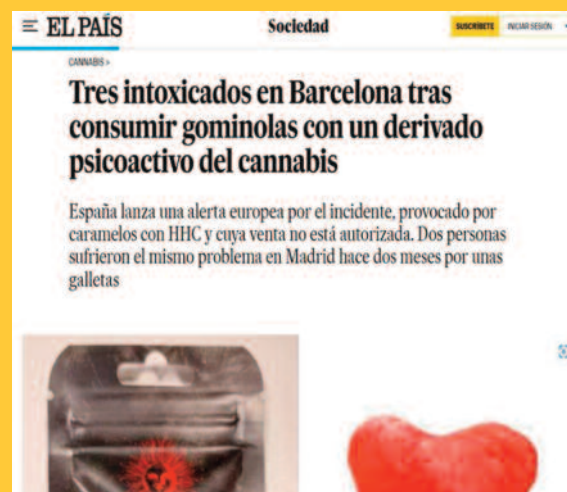 EL PAÍS
Sociedad
SUSCRÍBETE INICIAR SESIÓN
CANNABIS >
Tres intoxicados en Barcelona tras
consumir gominolas con un derivado
psicoactivo del cannabis
España lanza una alerta europea por el incidente, provocado por
caramelos con HHC y cuya venta no está autorizada. Dos personas
sufrieron el mismo problema en Madrid hace dos meses por unas
galletas